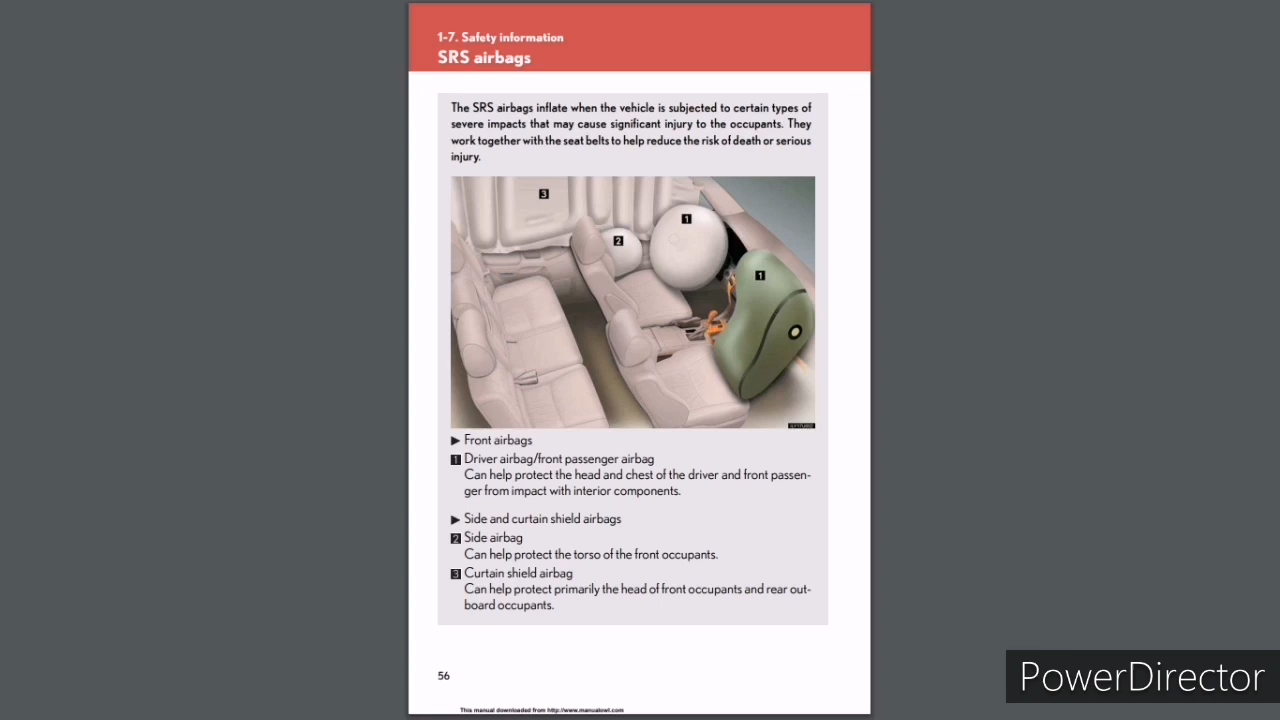 1-7. Safety information
SRS airbags
The SRS airbags inflate when the vehicle is subjected to certain types of
severe impacts that may cause significant injury to the occupants. They
work together with the seat belts to help reduce the risk of death or serious
injury.
3
1
2
1
▶ Front airbags
1 Driver airbag/front passenger airbag
Can help protect the head and chest of the driver and front passen-
ger from impact with interior components.
▶ Side and curtain shield airbags
2 Side airbag
Can help protect the torso of the front occupants.
3 Curtain shield airbag
Can help protect primarily the head of front occupants and rear out-
board occupants.
56
This manual downloaded from http://www.manualowl.com
PowerDirector